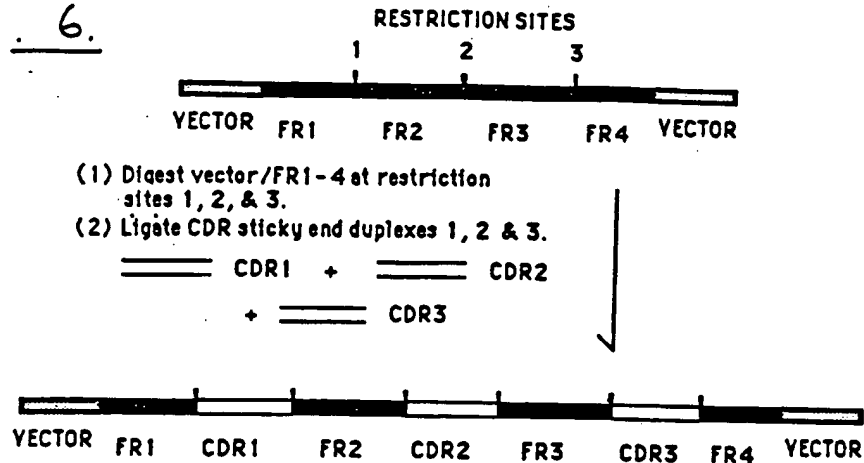 . 6.
RESTRICTION SITES
1 2 3
VECTOR FR1 FR2 FR3 FR4 VECTOR
(1) Digest vector/FR1-4 at restriction
sites 1, 2, & 3.
(2) Ligate CDR sticky end duplexes 1, 2 & 3.
CDR1 + CDR2
+ CDR3
VECTOR FR1 CDR1 FR2 CDR2 FR3 CDR3 FR4 VECTOR